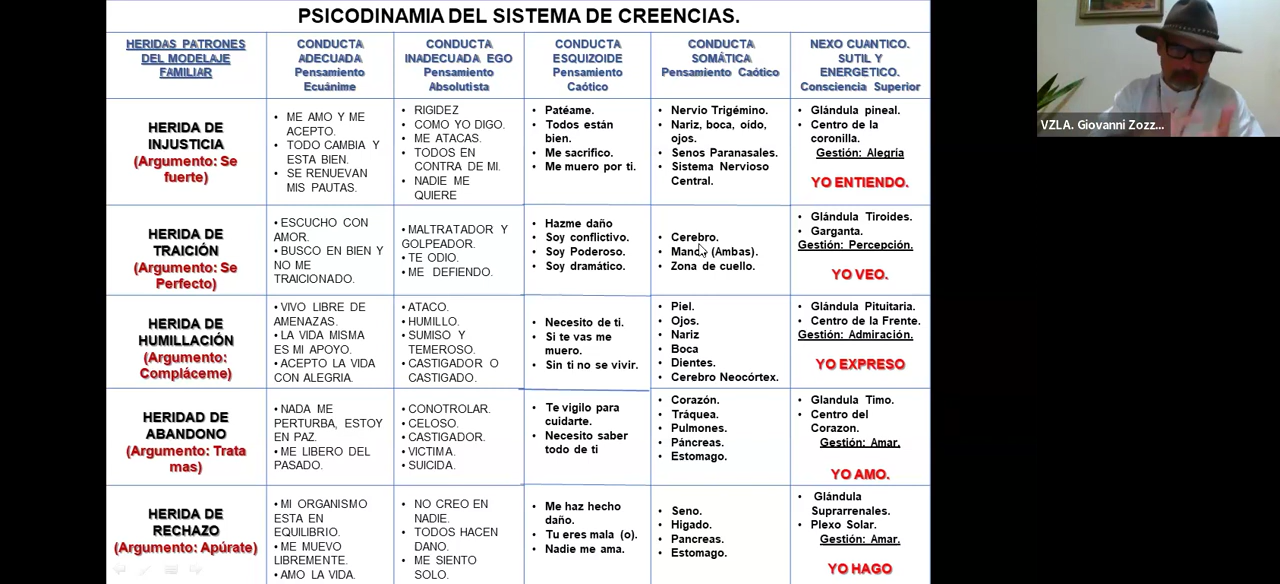 PSICODINAMIA DEL SISTEMA DE CREENCIAS.
HERIDAS PATRONES
DEL MODELAJE
FAMILIAR
CONDUCTA
ADECUADA
Pensamiento
Ecuánime
CONDUCTA
INADECUADA EGO
Pensamiento
Absolutista
CONDUCTA
ESQUIZOIDE
Pensamiento
Caótico
CONDUCTA
SOMÁTICA
Pensamiento Caótico
NEXO CUANTICO.
SUTIL Y
ENERGETICO.
Consciencia Superior
HERIDA DE
INJUSTICIA
(Argumento: Se
fuerte)
• ME AMO Y ME
ACEPTO.
• TODO CAMBIA Y
ESTA BIEN.
• SE RENUEVAN
MIS PAUTAS.
• RIGIDEZ
• COMO YO DIGO.
• ME ATACAS.
• TODOS EN
CONTRA DE MI.
• NADIE ME
QUIERE
• Patéame.
• Todos están
bien.
• Me sacrifico.
• Me muero por ti.
• Nervio Trigémino.
• Nariz, boca, oído,
ojos.
• Senos Paranasales.
• Sistema Nervioso
Central.
• Glándula pineal.
• Centro de la
coronilla.
Gestión: Alegría
YO ENTIENDO.
HERIDA DE
TRAICIÓN
(Argumento: Se
Perfecto)
• ESCUCHO CON
AMOR.
• BUSCO EN BIEN Y
NO ME
TRAICIONADO.
• MALTRATADOR Y
GOLPEADOR.
• TE ODIO.
• ME DEFIENDO.
• Hazme daño
• Soy conflictivo.
• Soy Poderoso.
• Soy dramático.
• Cerebro.
• Mano (Ambas).
• Zona de cuello.
• Glándula Tiroides.
• Garganta.
Gestión: Percepción.
YO VEO.
HERIDA DE
HUMILLACIÓN
(Argumento:
Compláceme)
• VIVO LIBRE DE
AMENAZAS.
• LA VIDA MISMA
ES MI APOYO.
• ACEPTO LA VIDA
CON ALEGRIA.
• ATACO.
• HUMILLO.
• SUMISO Y
TEMEROSO.
• CASTIGADOR O
CASTIGADO.
• Necesito de ti.
• Si te vas me
muero.
• Sin ti no se vivir.
• Piel.
• Ojos.
• Nariz
• Boca
• Dientes.
• Cerebro Neocórtex.
• Glándula Pituitaria.
• Centro de la Frente.
Gestión: Admiración.
YO EXPRESO
HERIDAD DE
ABANDONO
(Argumento: Trata
mas)
• NADA ME
PERTURBA, ESTOY
EN PAZ.
• ME LIBERO DEL
PASADO.
• CONOTROLAR.
• CELOSO.
• CASTIGADOR.
• VICTIMA.
• SUICIDA.
• Te vigilo para
cuidarte.
• Necesito saber
todo de ti
• Corazón.
• Tráquea.
• Pulmones.
• Páncreas.
• Estomago.
• Glandula Timo.
• Centro del
Corazon.
Gestión: Amar.
YO AMO.
HERIDA DE
RECHAZO
(Argumento: Apúrate)
• MI ORGANISMO
ESTA EN
EQUILIBRIO.
• ME MUEVO
LIBREMENTE.
• AMO LA VIDA.
• NO CREO EN
NADIE.
• TODOS HACEN
DANO.
• ME SIENTO
SOLO.
• Me haz hecho
daño.
• Tu eres mala (o).
• Nadie me ama.
• Seno.
• Hígado.
• Pancreas.
• Estomago.
• Glándula
Suprarrenales.
• Plexo Solar.
Gestión: Amar.
YO HAGO
VZLA. Giovanni Zozz...